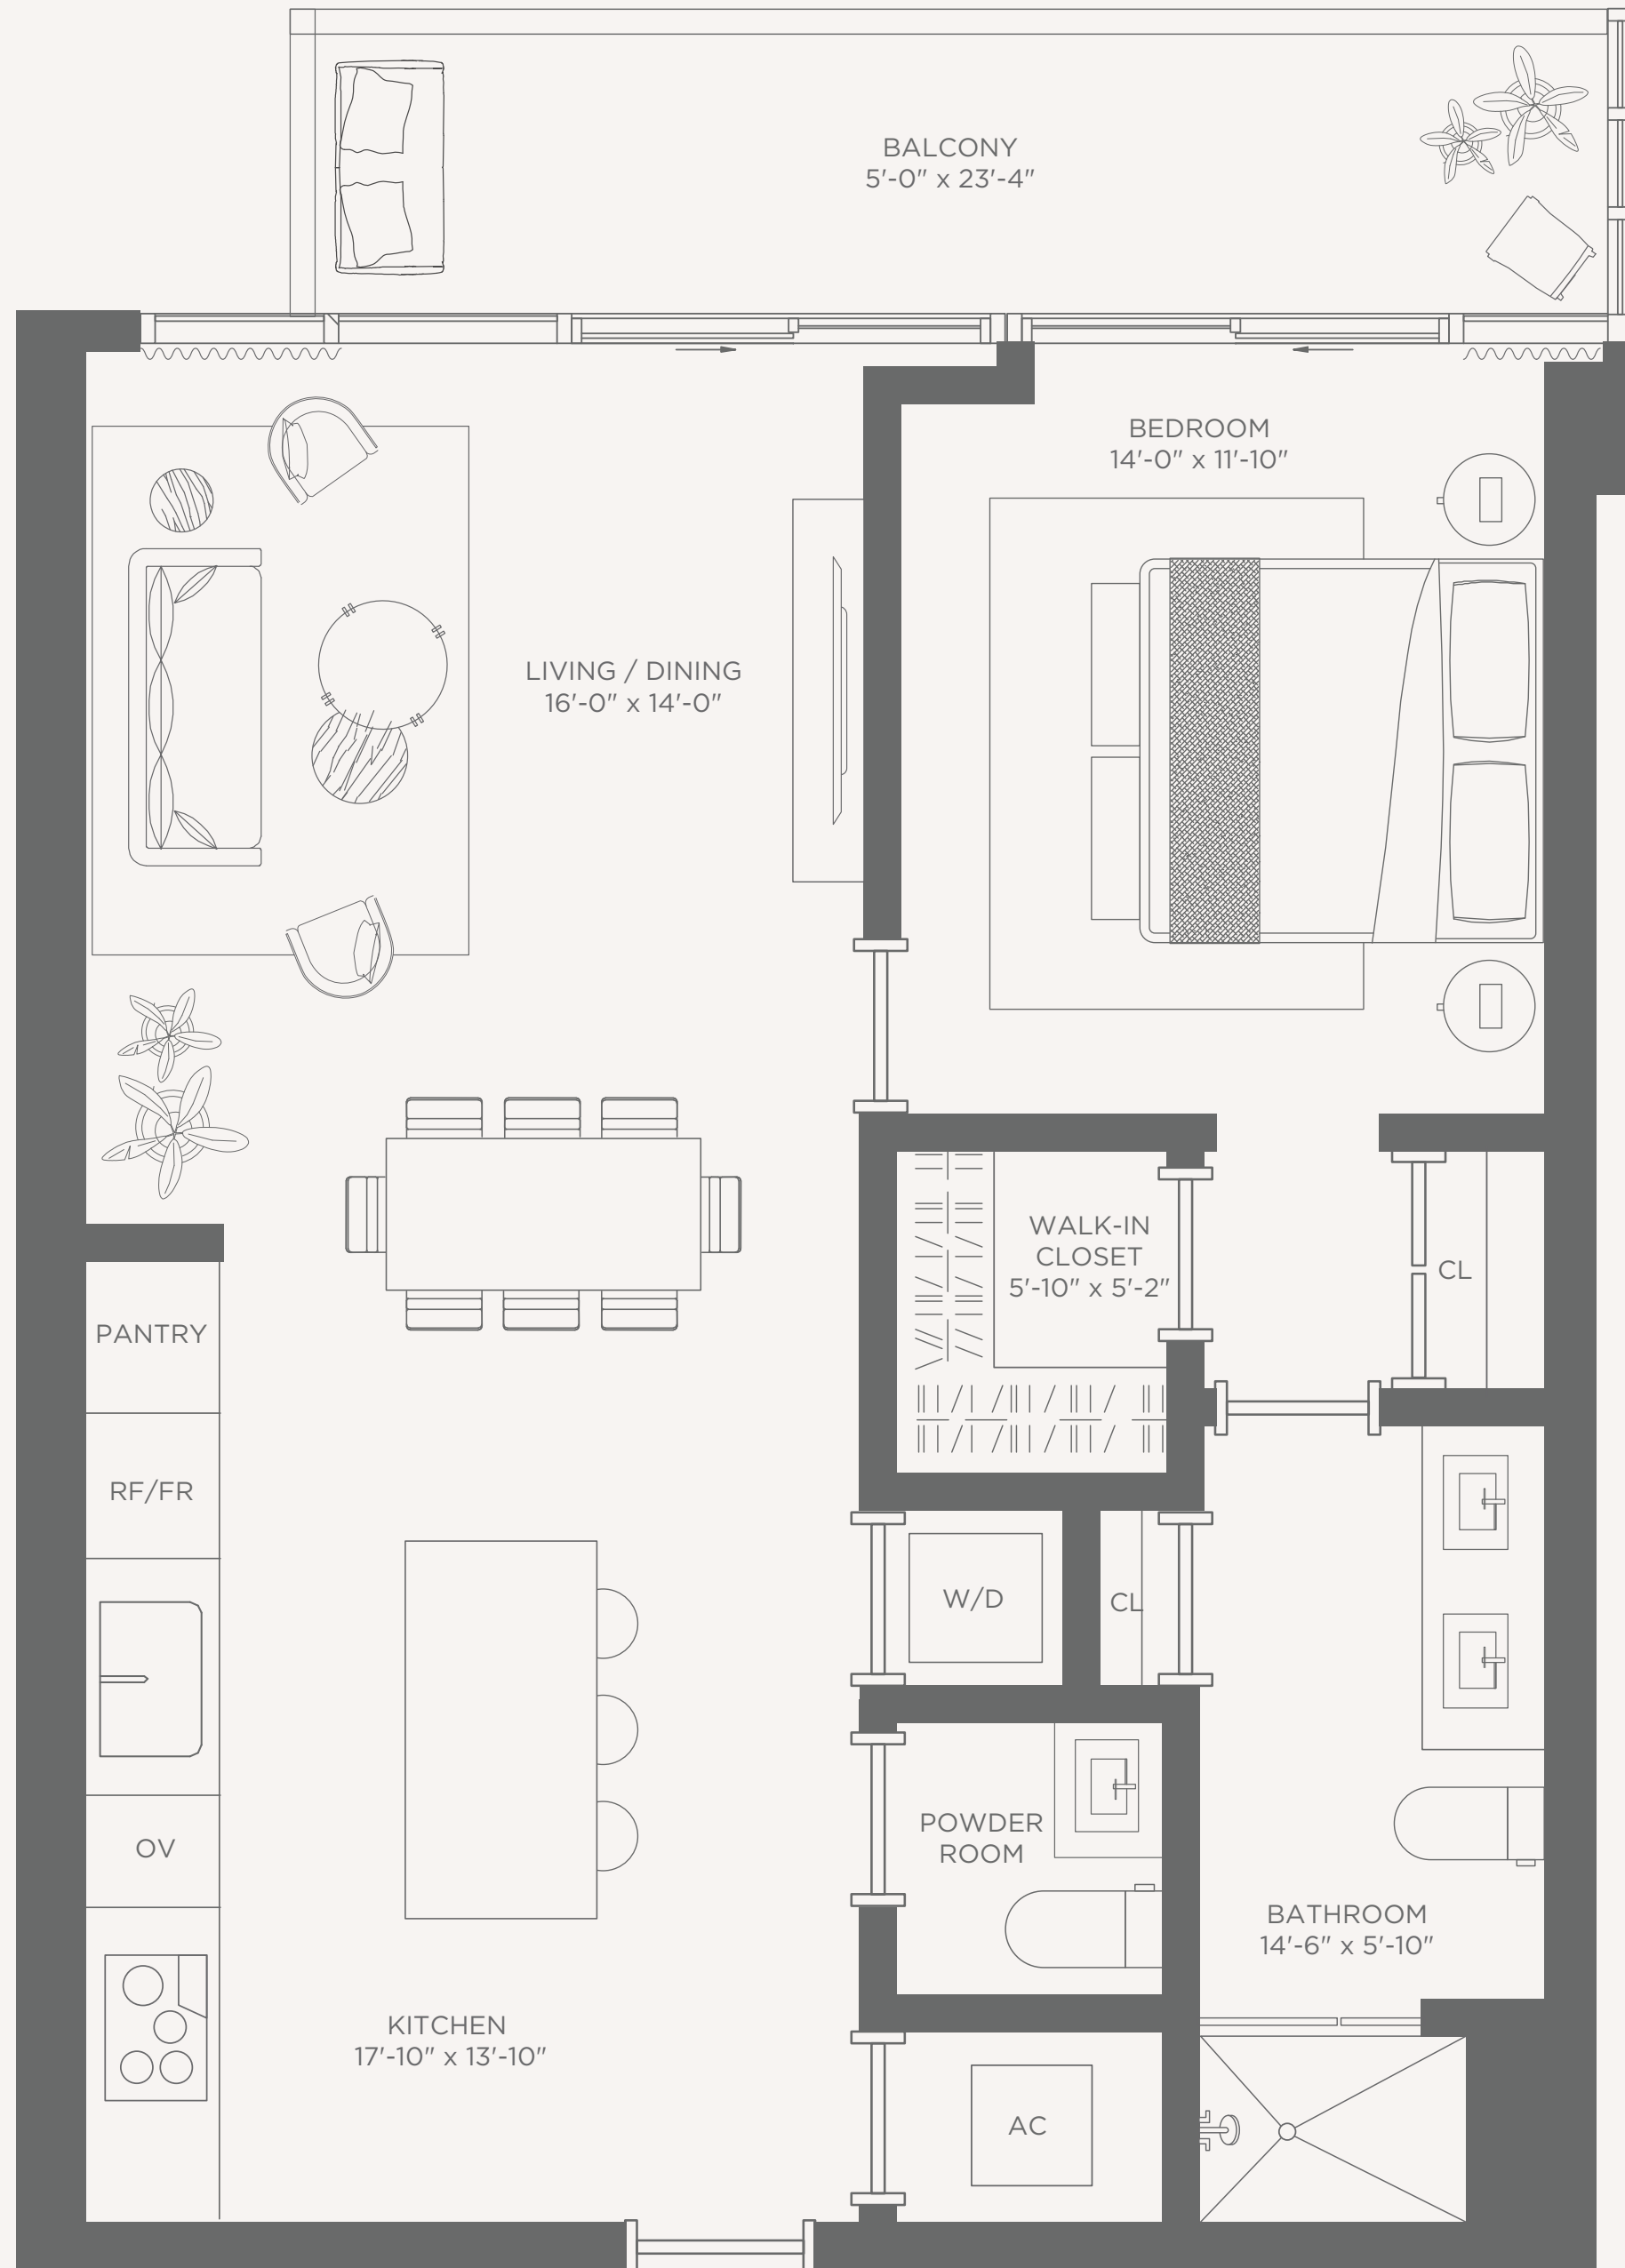 BALCONY
5'-0" x 23'-4"
BEDROOM
14'-0" x 11'-10"
LIVING / DINING
16'-0" x 14'-0"
WALK-IN
CLOSET
5'-10" x 5'-2"
CL
PANTRY
RF/FR
W/D
CL
OV
POWDER
ROOM
BATHROOM
14'-6" x 5'-10"
KITCHEN
17'-10" x 13'-10"
AC